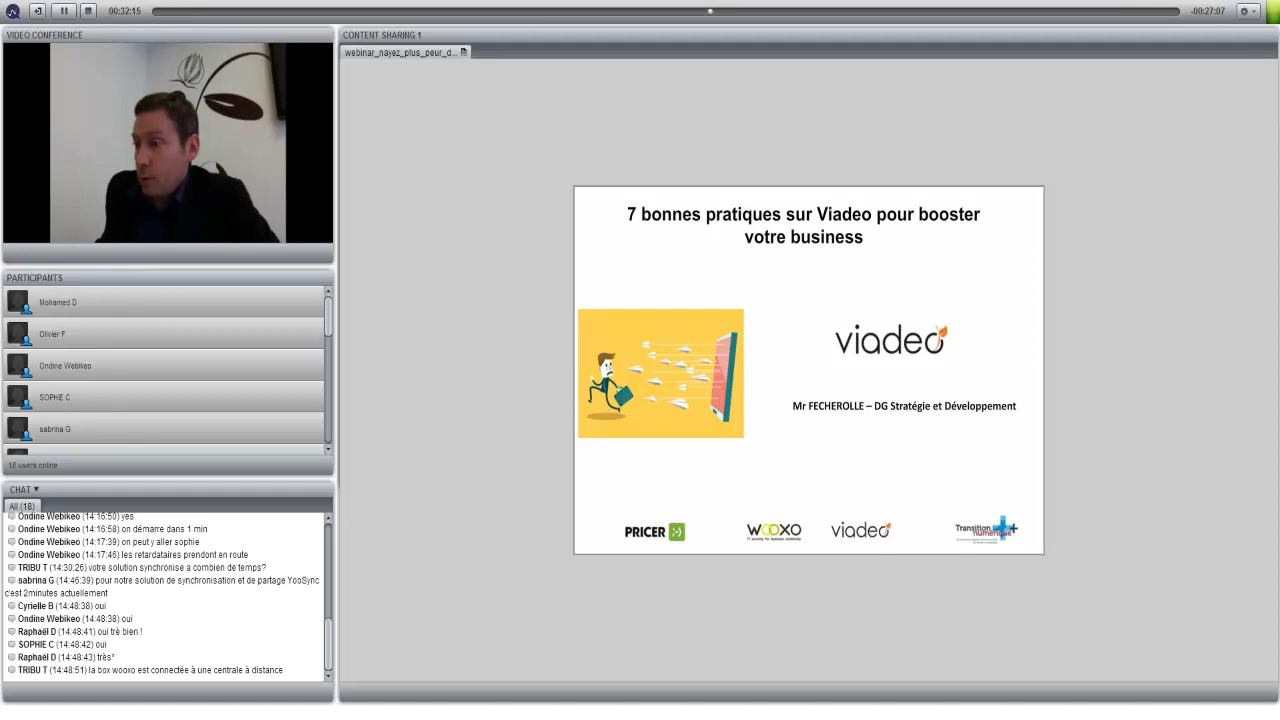 00:32:15
-00:27:07
VIDEO CONFERENCE
PARTICIPANTS
Mohamed D
Olivier F
Ondine Webikeo
SOPHIE C
sabrina G
18 users online
CHAT
All (18)
Ondine Webikeo (14:16:50) yes
Ondine Webikeo (14:16:58) on démarre dans 1 min
Ondine Webikeo (14:17:39) on peut y aller sophie
Ondine Webikeo (14:17:46) les retardataires prendont en route
TRIBU T (14:30:26) votre solution synchronise a combien de temps?
sabrina G (14:46:39) pour notre solution de synchronisation et de partage YooSync
c'est 2minutes actuellement
Cyrielle B (14:48:38) oui
Ondine Webikeo (14:48:38) oui
Raphaël D (14:48:41) oui trè bien !
SOPHIE C (14:48:42) oui
Raphaël D (14:48:43) très*
TRIBU T (14:48:51) la box wooxo est connectée à une centrale à distance
CONTENT SHARING 1
webinar_nayez_plus_peur_d...
7 bonnes pratiques sur Viadeo pour booster
votre business
viadeo
Mr FECHEROLLE – DG Stratégie et Développement
PRICER
WOOXO
IT security for business continuity
viadeo
Transition
numérique